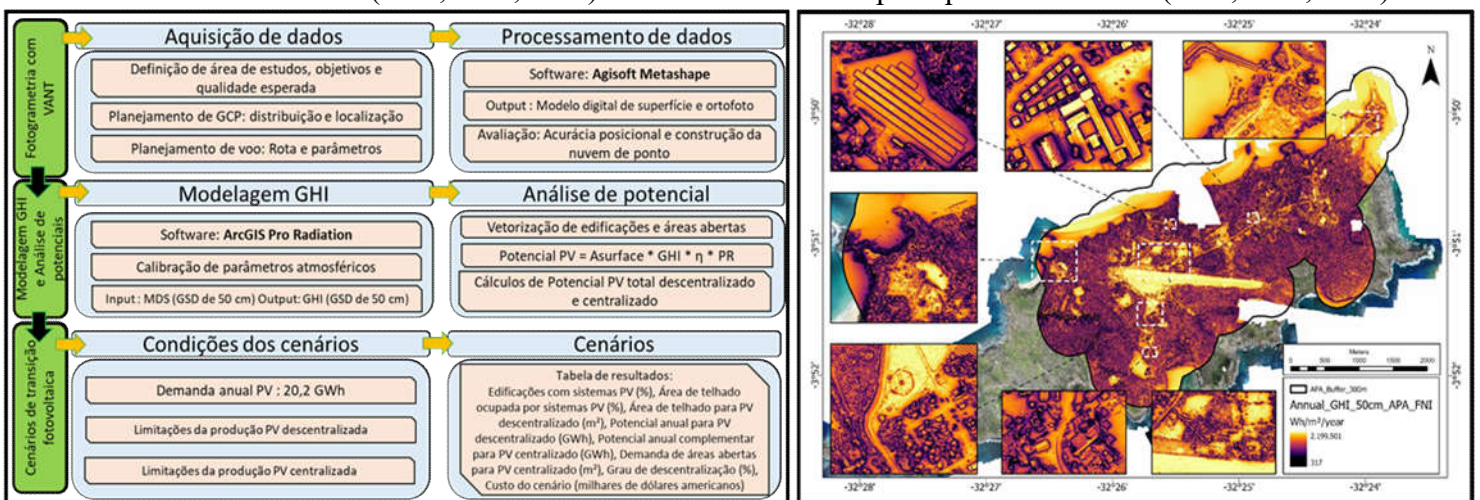 Fotogrametria com
VANT
Aquisição de dados
Definição de área de estudos, objetivos e
qualidade esperada
Planejamento de GCP: distribuição e localização
Planejamento de voo: Rota e parâmetros
Processamento de dados
Software: Agisoft Metashape
Output : Modelo digital de superfície e ortofoto
Avaliação: Acurácia posicional e construção da
nuvem de ponto
Modelagem GHI
e Análise de
potenciais
Modelagem GHI
Software: ArcGIS Pro Radiation
Calibração de parâmetros atmosféricos
Input : MDS (GSD de 50 cm) Output: GHI (GSD de 50 cm)
Análise de potencial
Vetorização de edificações e áreas abertas
Potencial PV = Asurface * GHI * η * PR
Cálculos de Potencial PV total descentralizado
e centralizado
Cenários de transição
fotovoltaica
Condições dos cenários
Demanda anual PV : 20,2 GWh
Limitações da produção PV descentralizada
Limitações da produção PV centralizada
Cenários
Tabela de resultados:
Edificações com sistemas PV (%), Área de telhado
ocupada por sistemas PV (%), Área de telhado para PV
descentralizado (m²), Potencial anual para PV
descentralizado (GWh), Potencial anual complementar
para PV centralizado (GWh), Demanda de áreas abertas
para PV centralizado (m²), Grau de descentralização (%),
Custo do cenário (milhares de dólares americanos)
-32°28' -32°27' -32°26' -32°25' -32°24'
N
-3°50' -3°50'
-3°51' -3°51'
-3°52' -3°52'
Meters
0 500 1000 1500 2000
APA_Buffer_300m
Annual_GHI_50cm_APA_FNI
Wh/m²/year
2.199.501
317
-32°28' -32°27' -32°26' -32°25' -32°24'